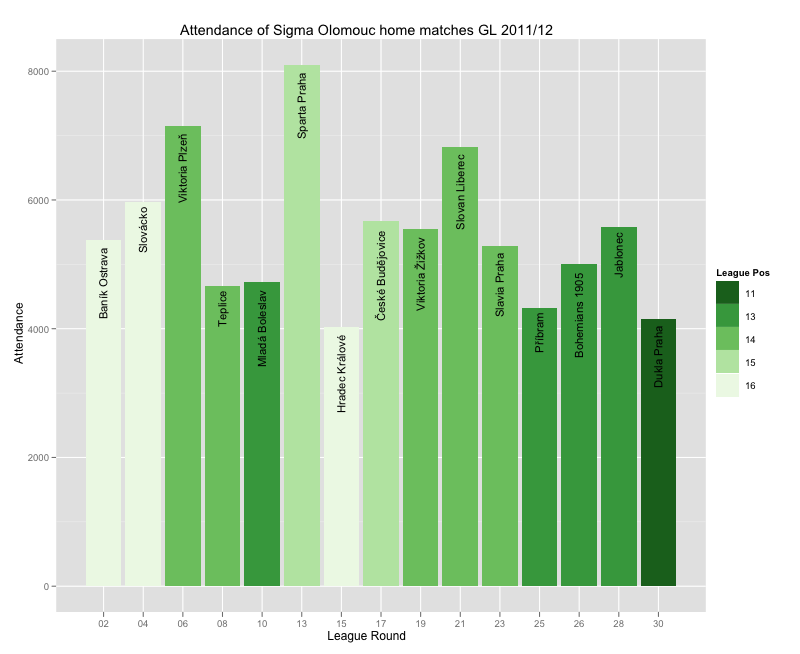 Attendance of Sigma Olomouc home matches GL 2011/12
Attendance
8000
6000
4000
2000
0
Baník Ostrava
Slovácko
Viktoria Plzeň
Teplice
Mladá Boleslav
Sparta Praha
Hradec Králové
České Budějovice
Viktoria Žižkov
Slovan Liberec
Slavia Praha
Příbram
Bohemians 1905
Jablonec
Dukla Praha
02 04 06 08 10 13 15 17 19 21 23 25 26 28 30
League Round
League Pos
11
13
14
15
16